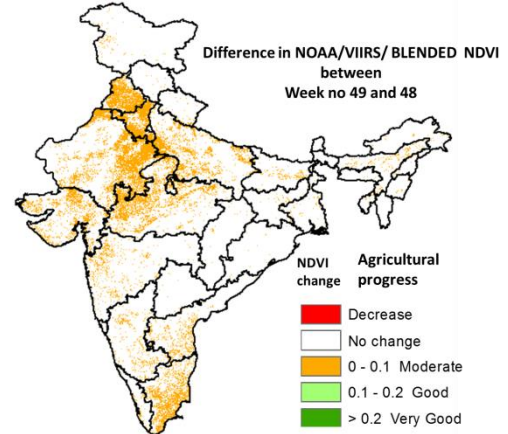 Difference in NOAA/VIIRS/ BLENDED NDVI
between
Week no 49 and 48
NDVI change
Agricultural progress
Decrease
No change
0 - 0.1 Moderate
0.1 - 0.2 Good
> 0.2 Very Good